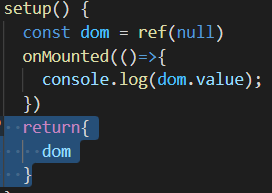 setup() {
const dom = ref(null)
onMounted(()=>{
console.log(dom.value);
})
return{
dom
}